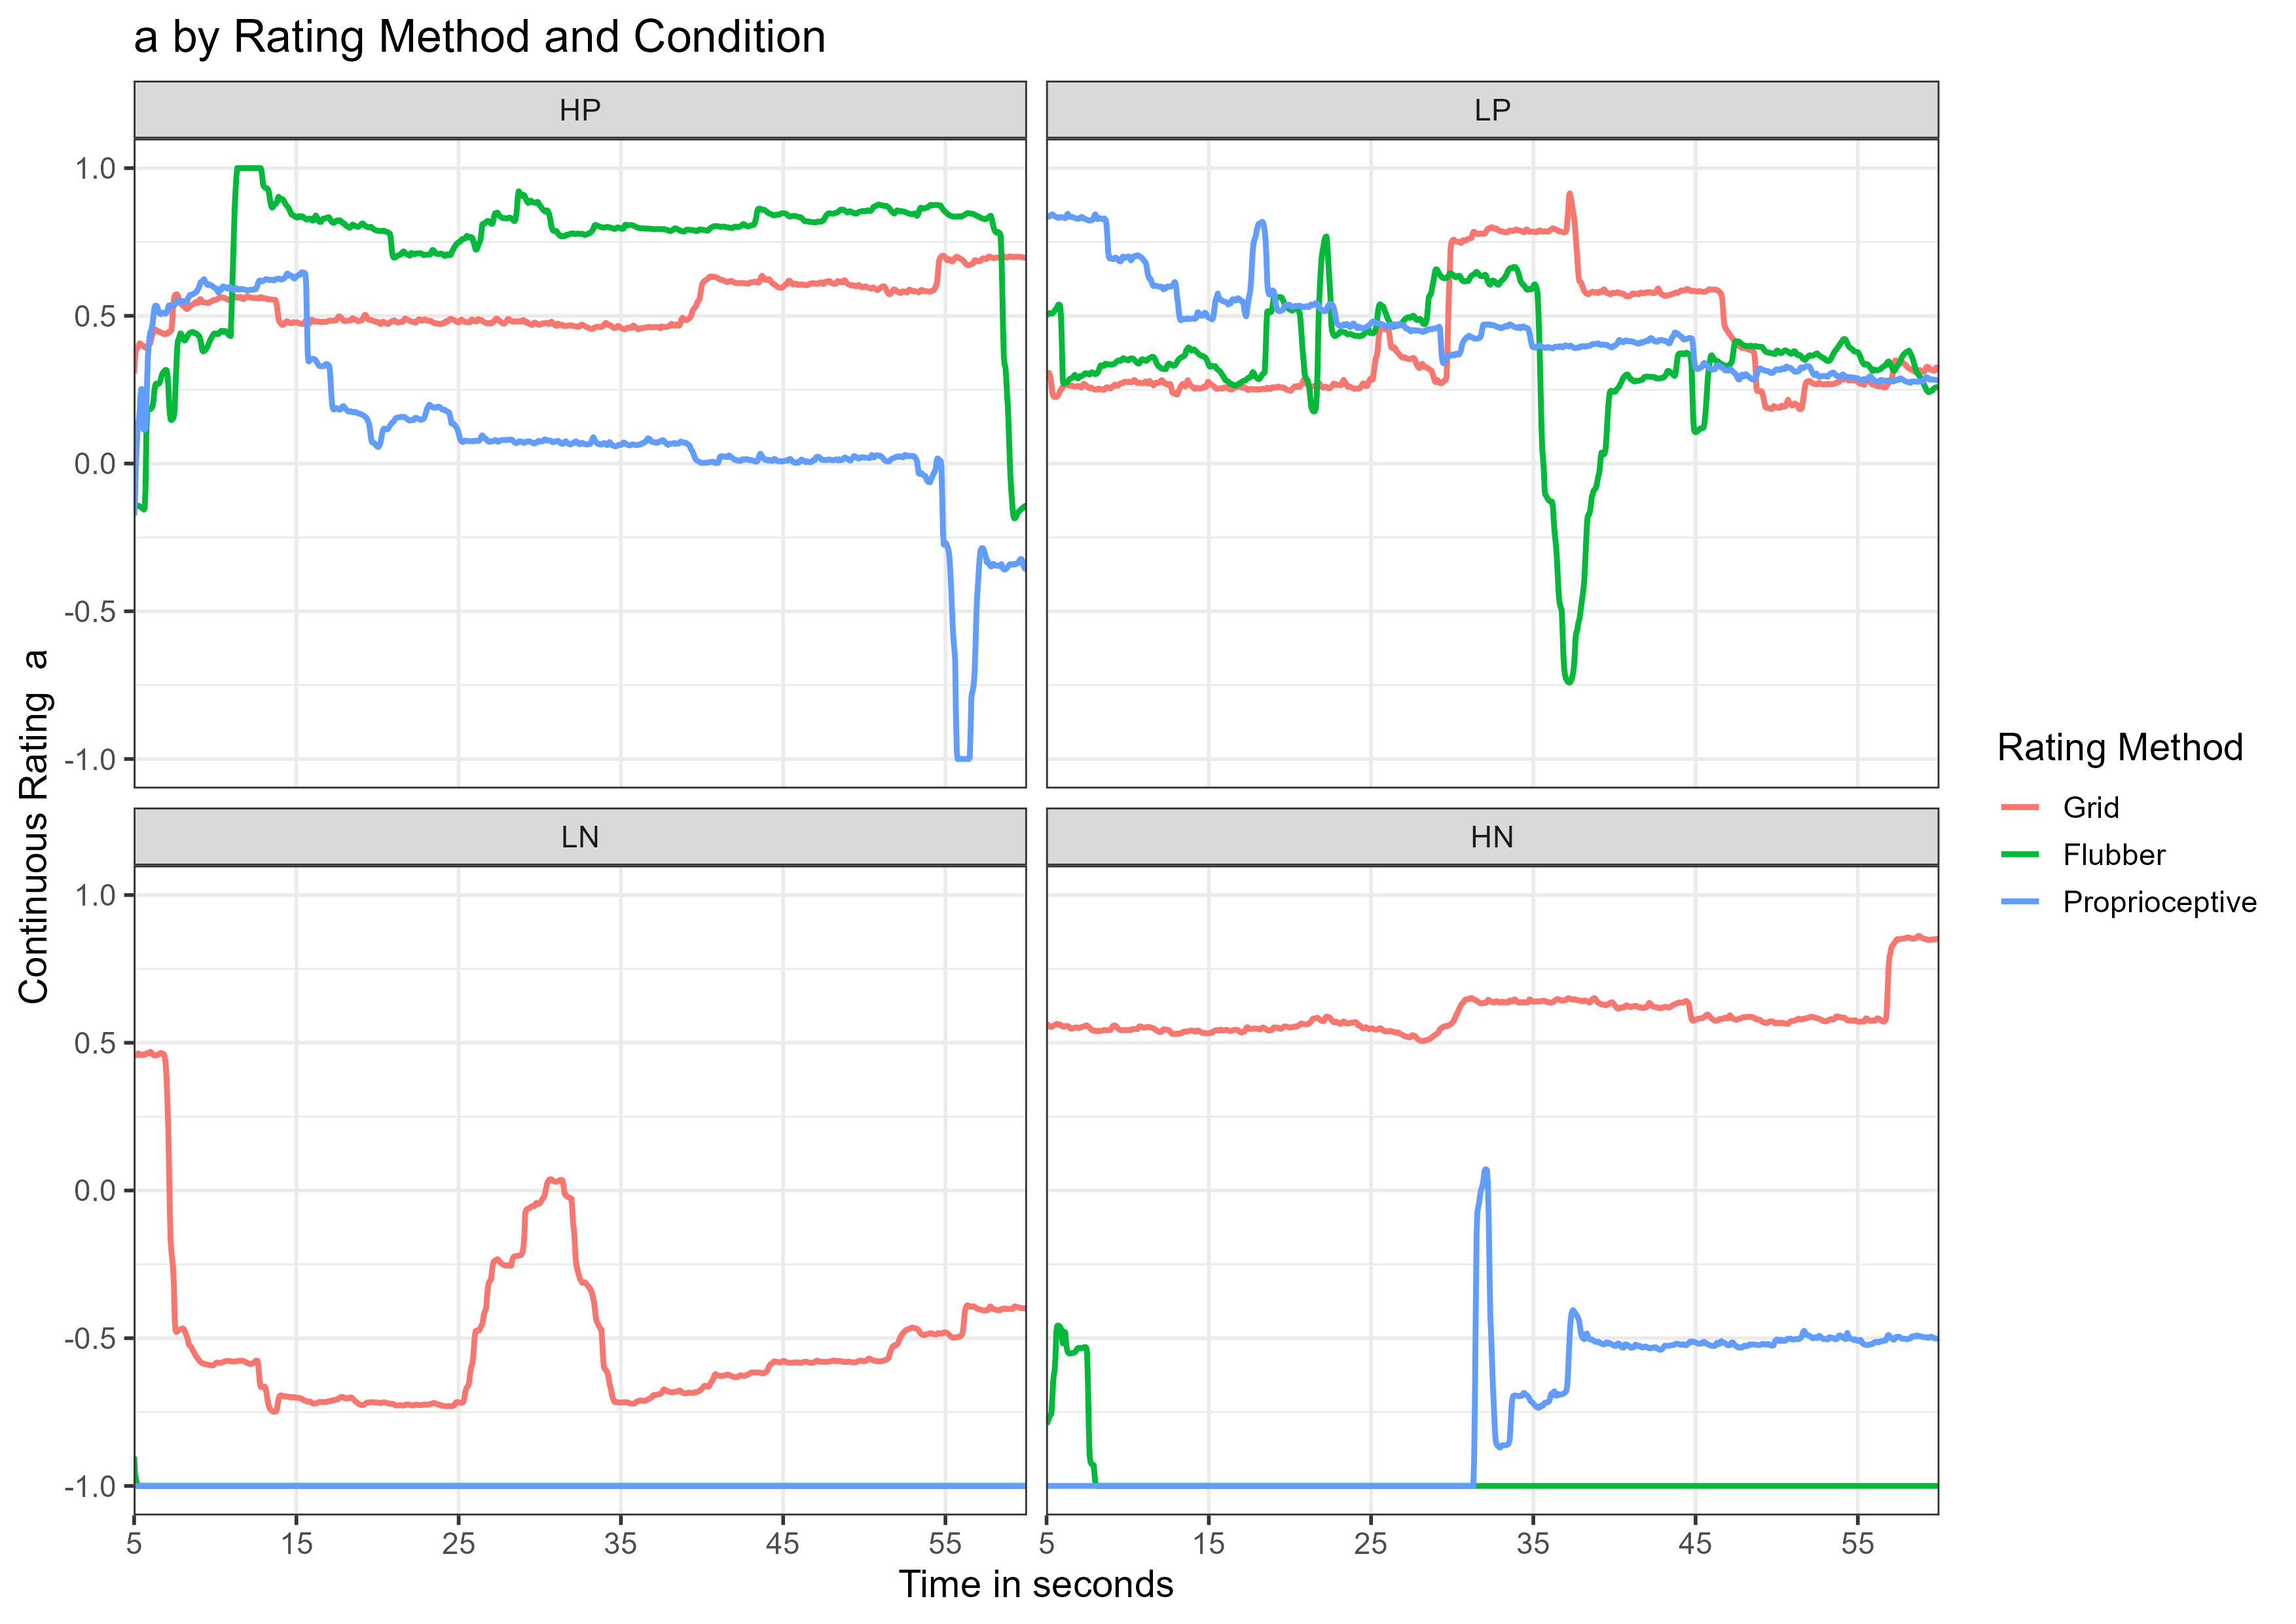 a by Rating Method and Condition
HP
LP
1.0
0.5
0.0
-0.5
-1.0
LN
HN
1.0
0.5
0.0
-0.5
-1.0
5 15 25 35 45 55
5 15 25 35 45 55
Time in seconds
Continuous Rating a
Rating Method
Grid
Flubber
Proprioceptive